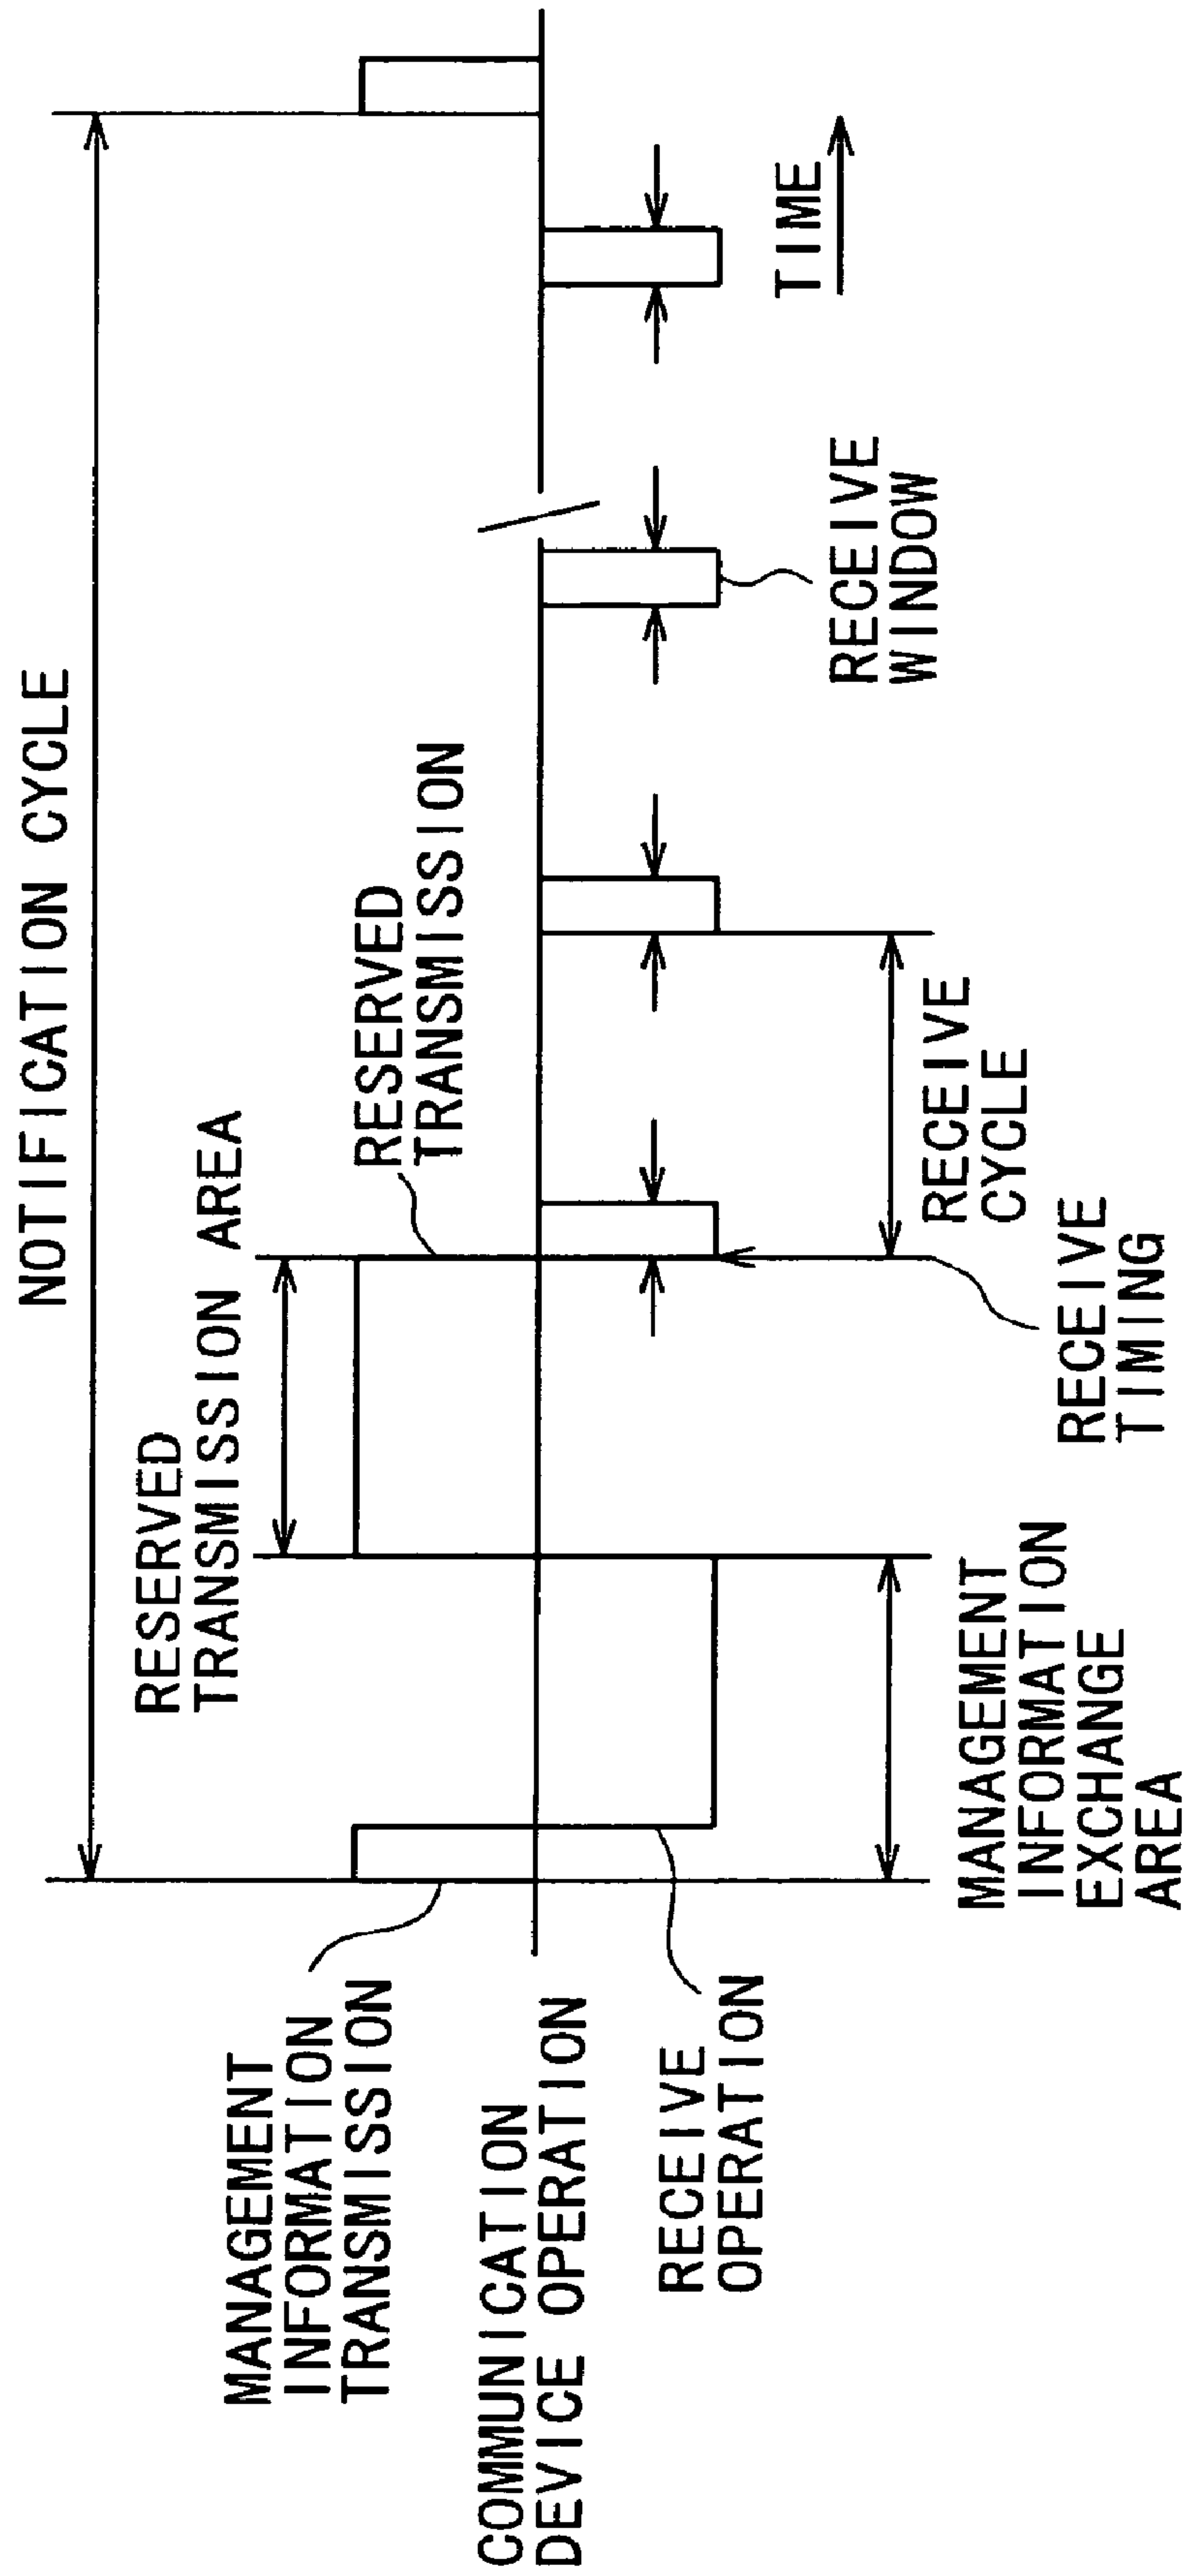 NOTIFICATION CYCLE
RESERVED
TRANSMISSION AREA
MANAGEMENT
INFORMATION
TRANSMISSION
RESERVED
TRANSMISSION
COMMUNICATION
DEVICE OPERATION
RECEIVE
OPERATION
TIME
RECEIVE
WINDOW
RECEIVE
CYCLE
MANAGEMENT
INFORMATION
EXCHANGE
AREA
RECEIVE
TIMING